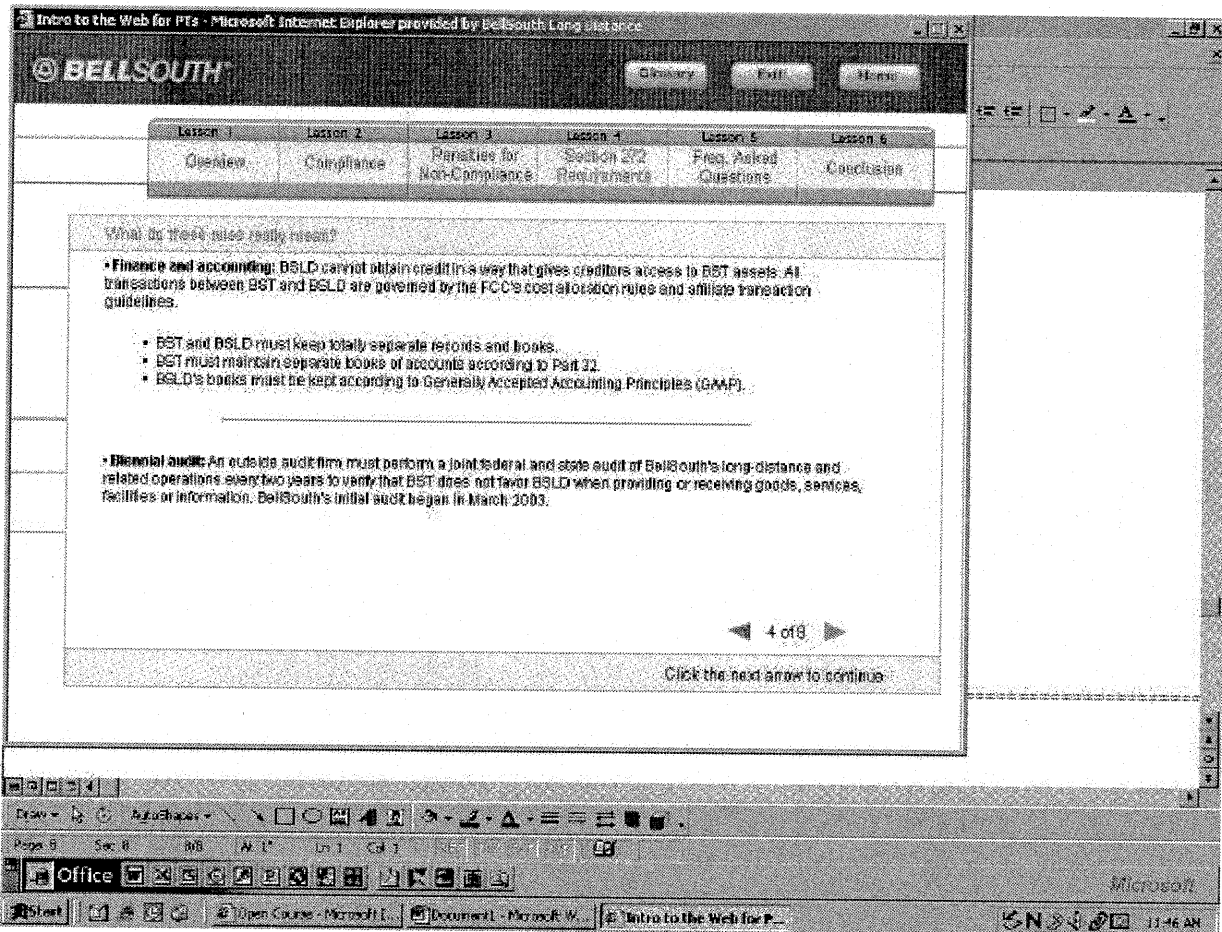 Intro to the Web for PTs - Microsoft Internet Explorer provided by BellSouth Long Distance
BELLSOUTH
Glossary Exit Home
Lesson 1 Lesson 2 Lesson 3 Lesson 4 Lesson 5 Lesson 6
Overview Compliance Penalties for Section 272 Freq. Asked Conclusion
Non-Compliance Requirements Questions
What do these rules really mean?
• Finance and accounting: BSLD cannot obtain credit in a way that gives creditors access to BST assets. All
transactions between BST and BSLD are governed by the FCC's cost allocation rules and affiliate transaction
guidelines.
• BST and BSLD must keep totally separate records and books.
• BST must maintain separate books of accounts according to Part 32.
• BSLD's books must be kept according to Generally Accepted Accounting Principles (GAAP).
• Biennial audit: An outside audit firm must perform a joint federal and state audit of BellSouth's long-distance and
related operations every two years to verify that BST does not favor BSLD when providing or receiving goods, services,
facilities or information. BellSouth's initial audit began in March 2003.
4 of 8
Click the next arrow to continue
Draw AutoShapes
Sec 8 8/8 At 1" Ln 1 Col 1
Office
Microsoft
Start Open Course - Microsoft I... Document1 - Microsoft W... Intro to the Web for P... 11:46 AM